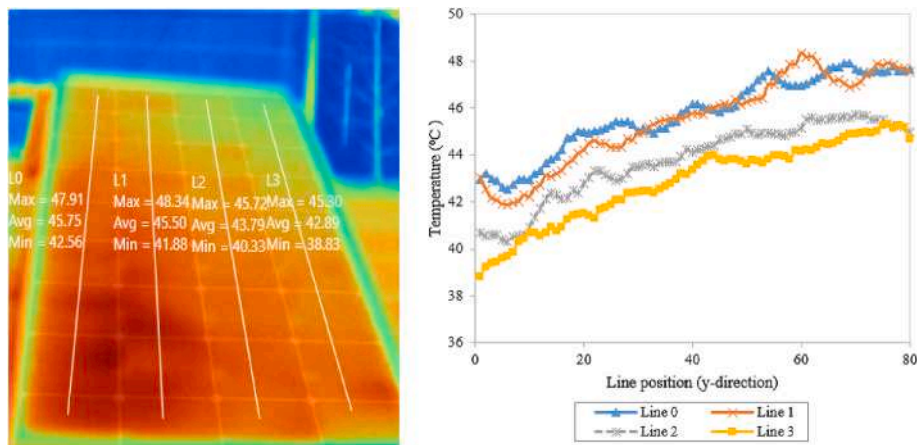 L0
Max = 47.91
Avg = 45.75
Min = 42.56
L1
Max = 48.34
Avg = 45.50
Min = 41.88
L2
Max = 45.72
Avg = 43.79
Min = 40.33
L3
Max = 45.30
Avg = 42.89
Min = 38.83
Temperature (°C)
50
48
46
44
42
40
38
36
0 20 40 60 80
Line position (y-direction)
Line 0 Line 1
Line 2 Line 3